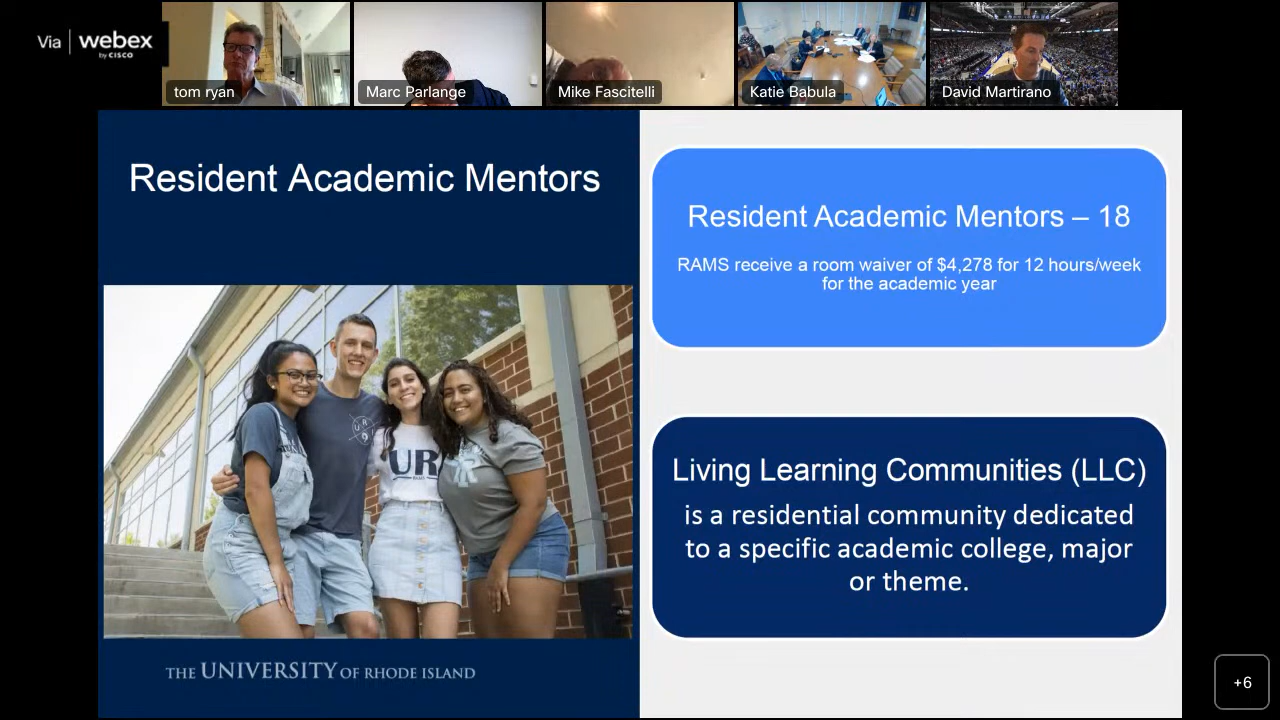 Via
webex
by CISCO
tom ryan
Marc Parlange
Mike Fascitelli
Katie Babula
David Martirano
Resident Academic Mentors
Resident Academic Mentors – 18
RAMS receive a room waiver of $4,278 for 12 hours/week
for the academic year
URI
UR
Living Learning Communities (LLC)
is a residential community dedicated
to a specific academic college, major
or theme.
THE UNIVERSITY OF RHODE ISLAND
+6